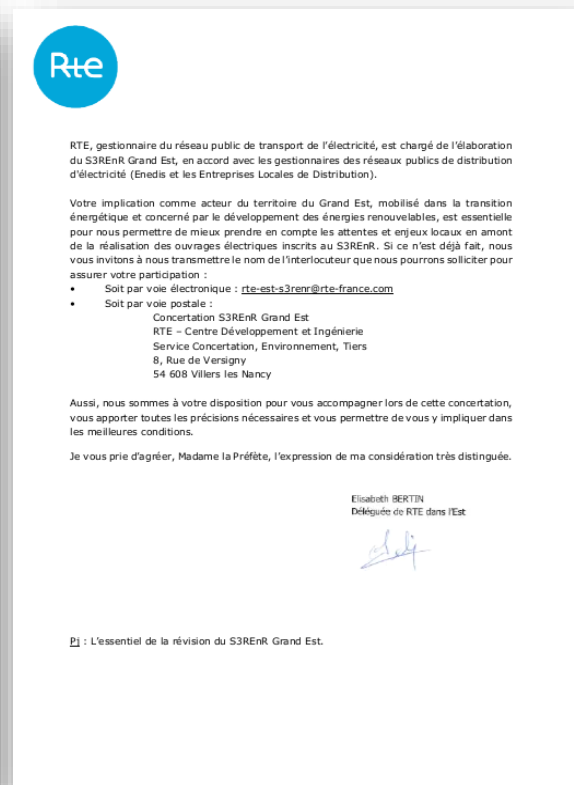 Rte
RTE, gestionnaire du réseau public de transport de l'électricité, est chargé de l'élaboration
du S3REnR Grand Est, en accord avec les gestionnaires des réseaux publics de distribution
d'électricité (Enedis et les Entreprises Locales de Distribution).
Votre implication comme acteur du territoire du Grand Est, mobilisé dans la transition
énergétique et concerné par le développement des énergies renouvelables, est essentielle
pour nous permettre de mieux prendre en compte les attentes et enjeux locaux en amont
de la réalisation des ouvrages électriques inscrits au S3REnR. Si ce n'est déjà fait, nous
vous invitons à nous transmettre le nom de l'interlocuteur que nous pourrons solliciter pour
assurer votre participation :
• Soit par voie électronique : rte-est-s3renr@rte-france.com
• Soit par voie postale :
Concertation S3REnR Grand Est
RTE – Centre Développement et Ingénierie
Service Concertation, Environnement, Tiers
8, Rue de Versigny
54 608 Villers les Nancy
Aussi, nous sommes à votre disposition pour vous accompagner lors de cette concertation,
vous apporter toutes les précisions nécessaires et vous permettre de vous y impliquer dans
les meilleures conditions.
Je vous prie d'agréer, Madame la Préfète, l'expression de ma considération très distinguée.
Elisabeth BERTIN
Déléguée de RTE dans l'Est
Pj : L'essentiel de la révision du S3REnR Grand Est.